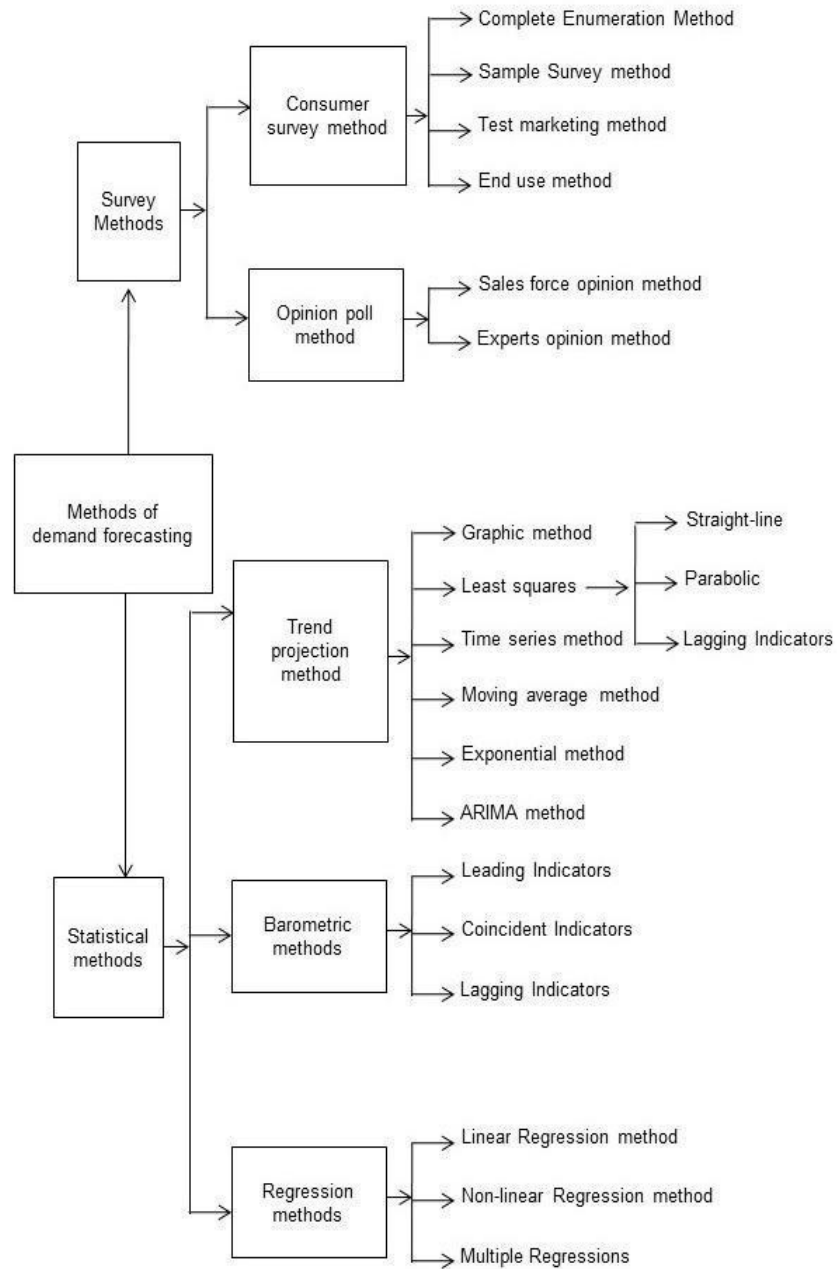 Complete Enumeration Method
Sample Survey method
Consumer
survey method
Test marketing method
End use method
Survey
Methods
Sales force opinion method
Opinion poll
method
Experts opinion method
Methods of
demand forecasting
Straight-line
Graphic method
Parabolic
Least squares
Trend
projection
method
Time series method
Lagging Indicators
Moving average method
Exponential method
ARIMA method
Leading Indicators
Barometric
methods
Coincident Indicators
Statistical
methods
Lagging Indicators
Linear Regression method
Regression
methods
Non-linear Regression method
Multiple Regressions